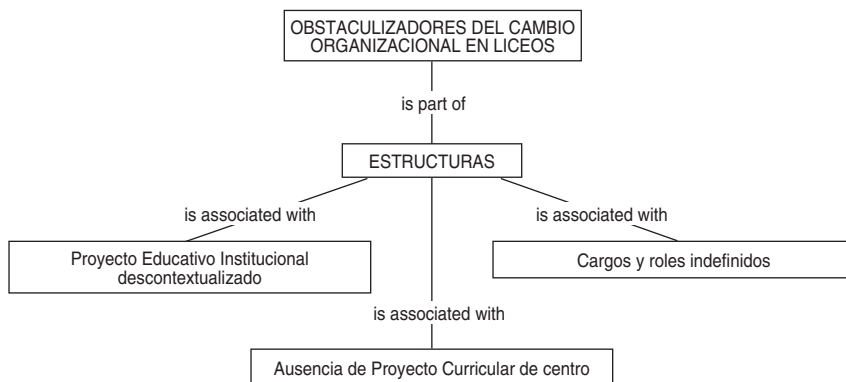 OBSTACULIZADORES DEL CAMBIO
ORGANIZACIONAL EN LICEOS
is part of
ESTRUCTURAS
is associated with
is associated with
Proyecto Educativo Institucional
descontextualizado
Cargos y roles indefinidos
is associated with
Ausencia de Proyecto Curricular de centro